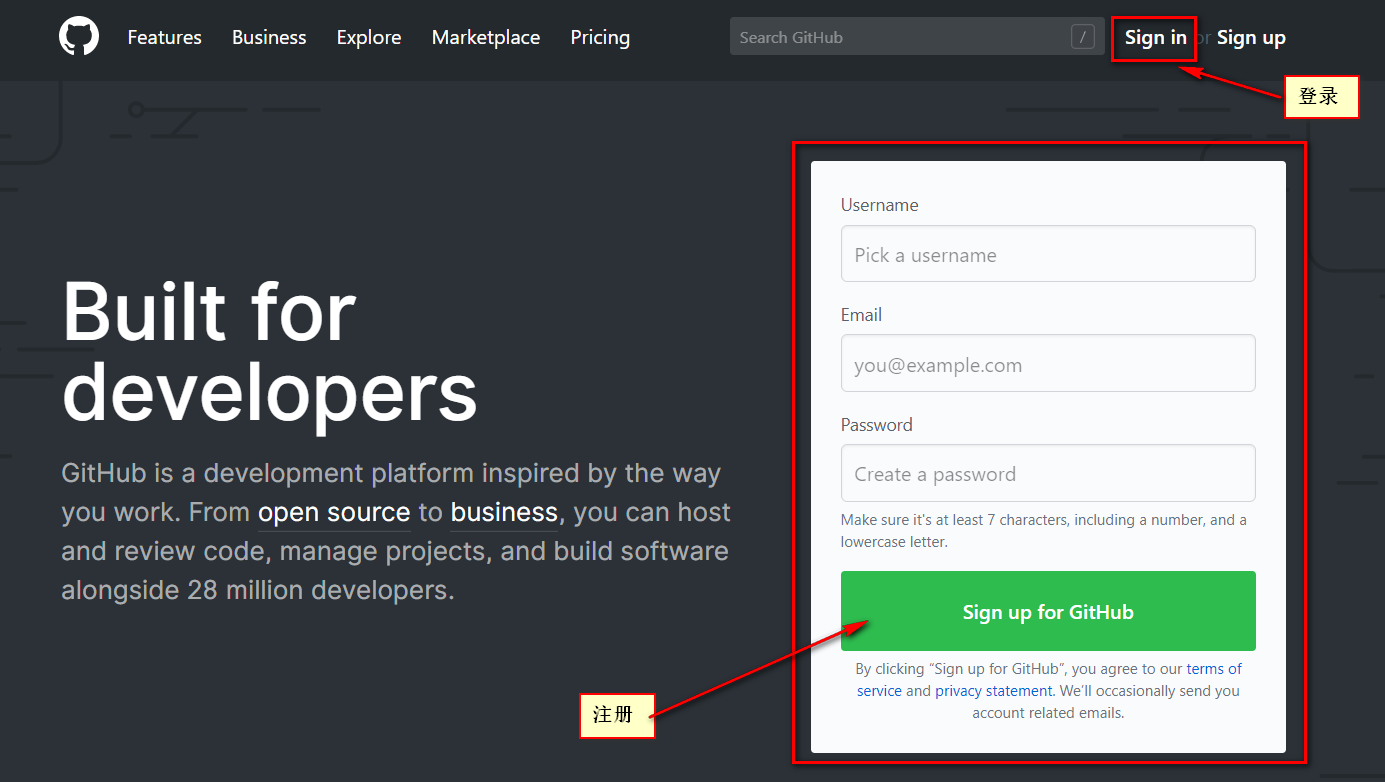 Features Business Explore Marketplace Pricing Search GitHub / Sign in or Sign up
登录
Built for
developers
GitHub is a development platform inspired by the way
you work. From open source to business, you can host
and review code, manage projects, and build software
alongside 28 million developers.
Username
Pick a username
Email
you@example.com
Password
Create a password
Make sure it's at least 7 characters, including a number, and a
lowercase letter.
Sign up for GitHub
By clicking “Sign up for GitHub”, you agree to our terms of
service and privacy statement. We’ll occasionally send you
account related emails.
注册